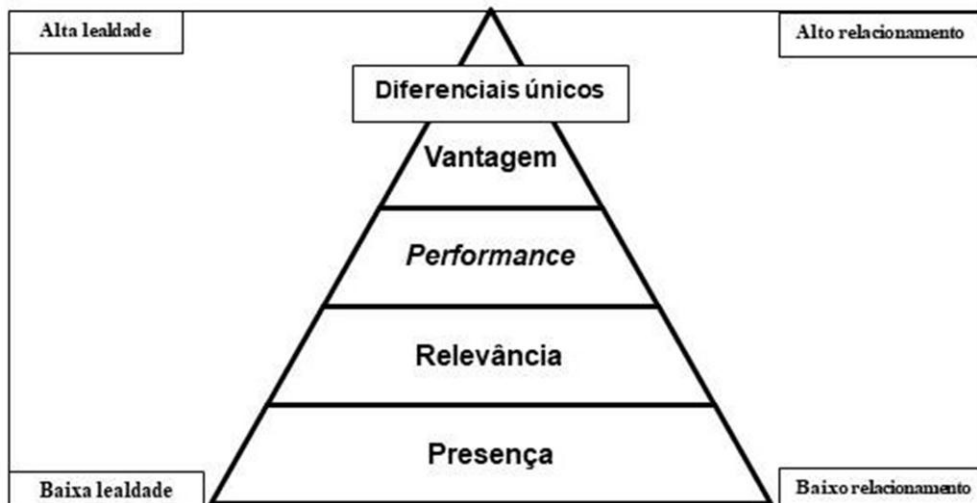 Alta lealdade
Alto relacionamento
Diferenciais únicos
Vantagem
Performance
Relevância
Presença
Baixa lealdade
Baixo relacionamento